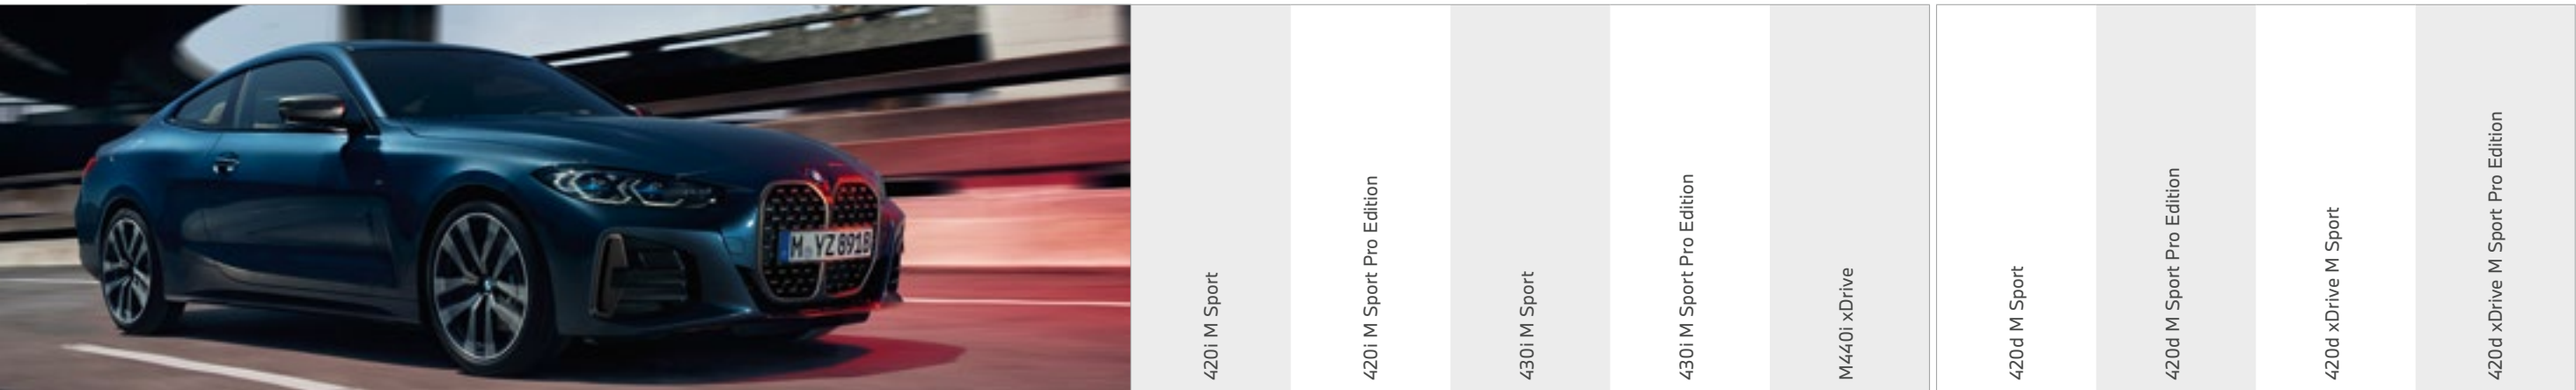 M YZ 891B
420i M Sport
420i M Sport Pro Edition
430i M Sport
430i M Sport Pro Edition
M440i xDrive
420d M Sport
420d M Sport Pro Edition
420d xDrive M Sport
420d xDrive M Sport Pro Edition